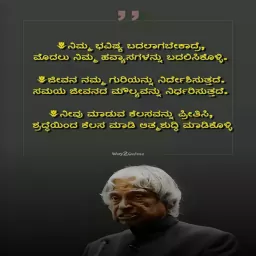 ❞
🌷ನಿಮ್ಮ ಭವಿಷ್ಯ ಬದಲಾಗಬೇಕಾದ್ರೆ,
ಮೊದಲು ನಿಮ್ಮ ಹವ್ಯಾಸಗಳನ್ನು ಬದಲಿಸಿಕೊಳ್ಳಿ.
🌷ಜೀವನ ನಮ್ಮ ಗುರಿಯನ್ನು ನಿರ್ದೇಶಿಸುತ್ತದೆ.
ಸಮಯ ಜೀವನದ ಮೌಲ್ಯವನ್ನು ನಿರ್ಧರಿಸುತ್ತದೆ.
🌷ನೀವು ಮಾಡುವ ಕೆಲಸವನ್ನು ಪ್ರೀತಿಸಿ,
ಶ್ರದ್ಧೆಯಿಂದ ಕೆಲಸ ಮಾಡಿ ಆತ್ಮಶುದ್ಧಿ ಮಾಡಿಕೊಳ್ಳಿ